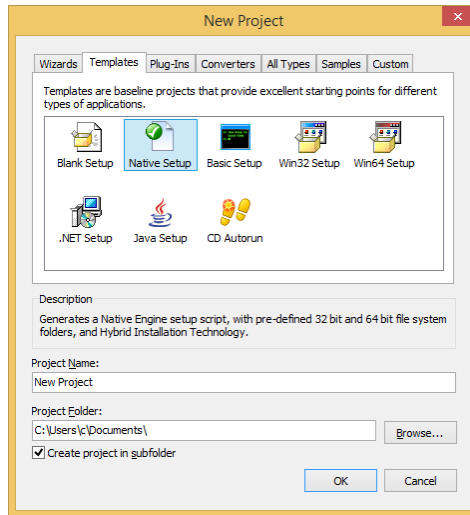 New Project
Wizards Templates Plug-Ins Converters All Types Samples Custom
Templates are baseline projects that provide excellent starting points for different
types of applications.
Blank Setup Native Setup Basic Setup Win32 Setup Win64 Setup
.NET Setup Java Setup CD Autorun
Description
Generates a Native Engine setup script, with pre-defined 32 bit and 64 bit file system
folders, and Hybrid Installation Technology.
Project Name:
New Project
Project Folder:
C:\Users\c\Documents\
Browse...
Create project in subfolder
OK Cancel